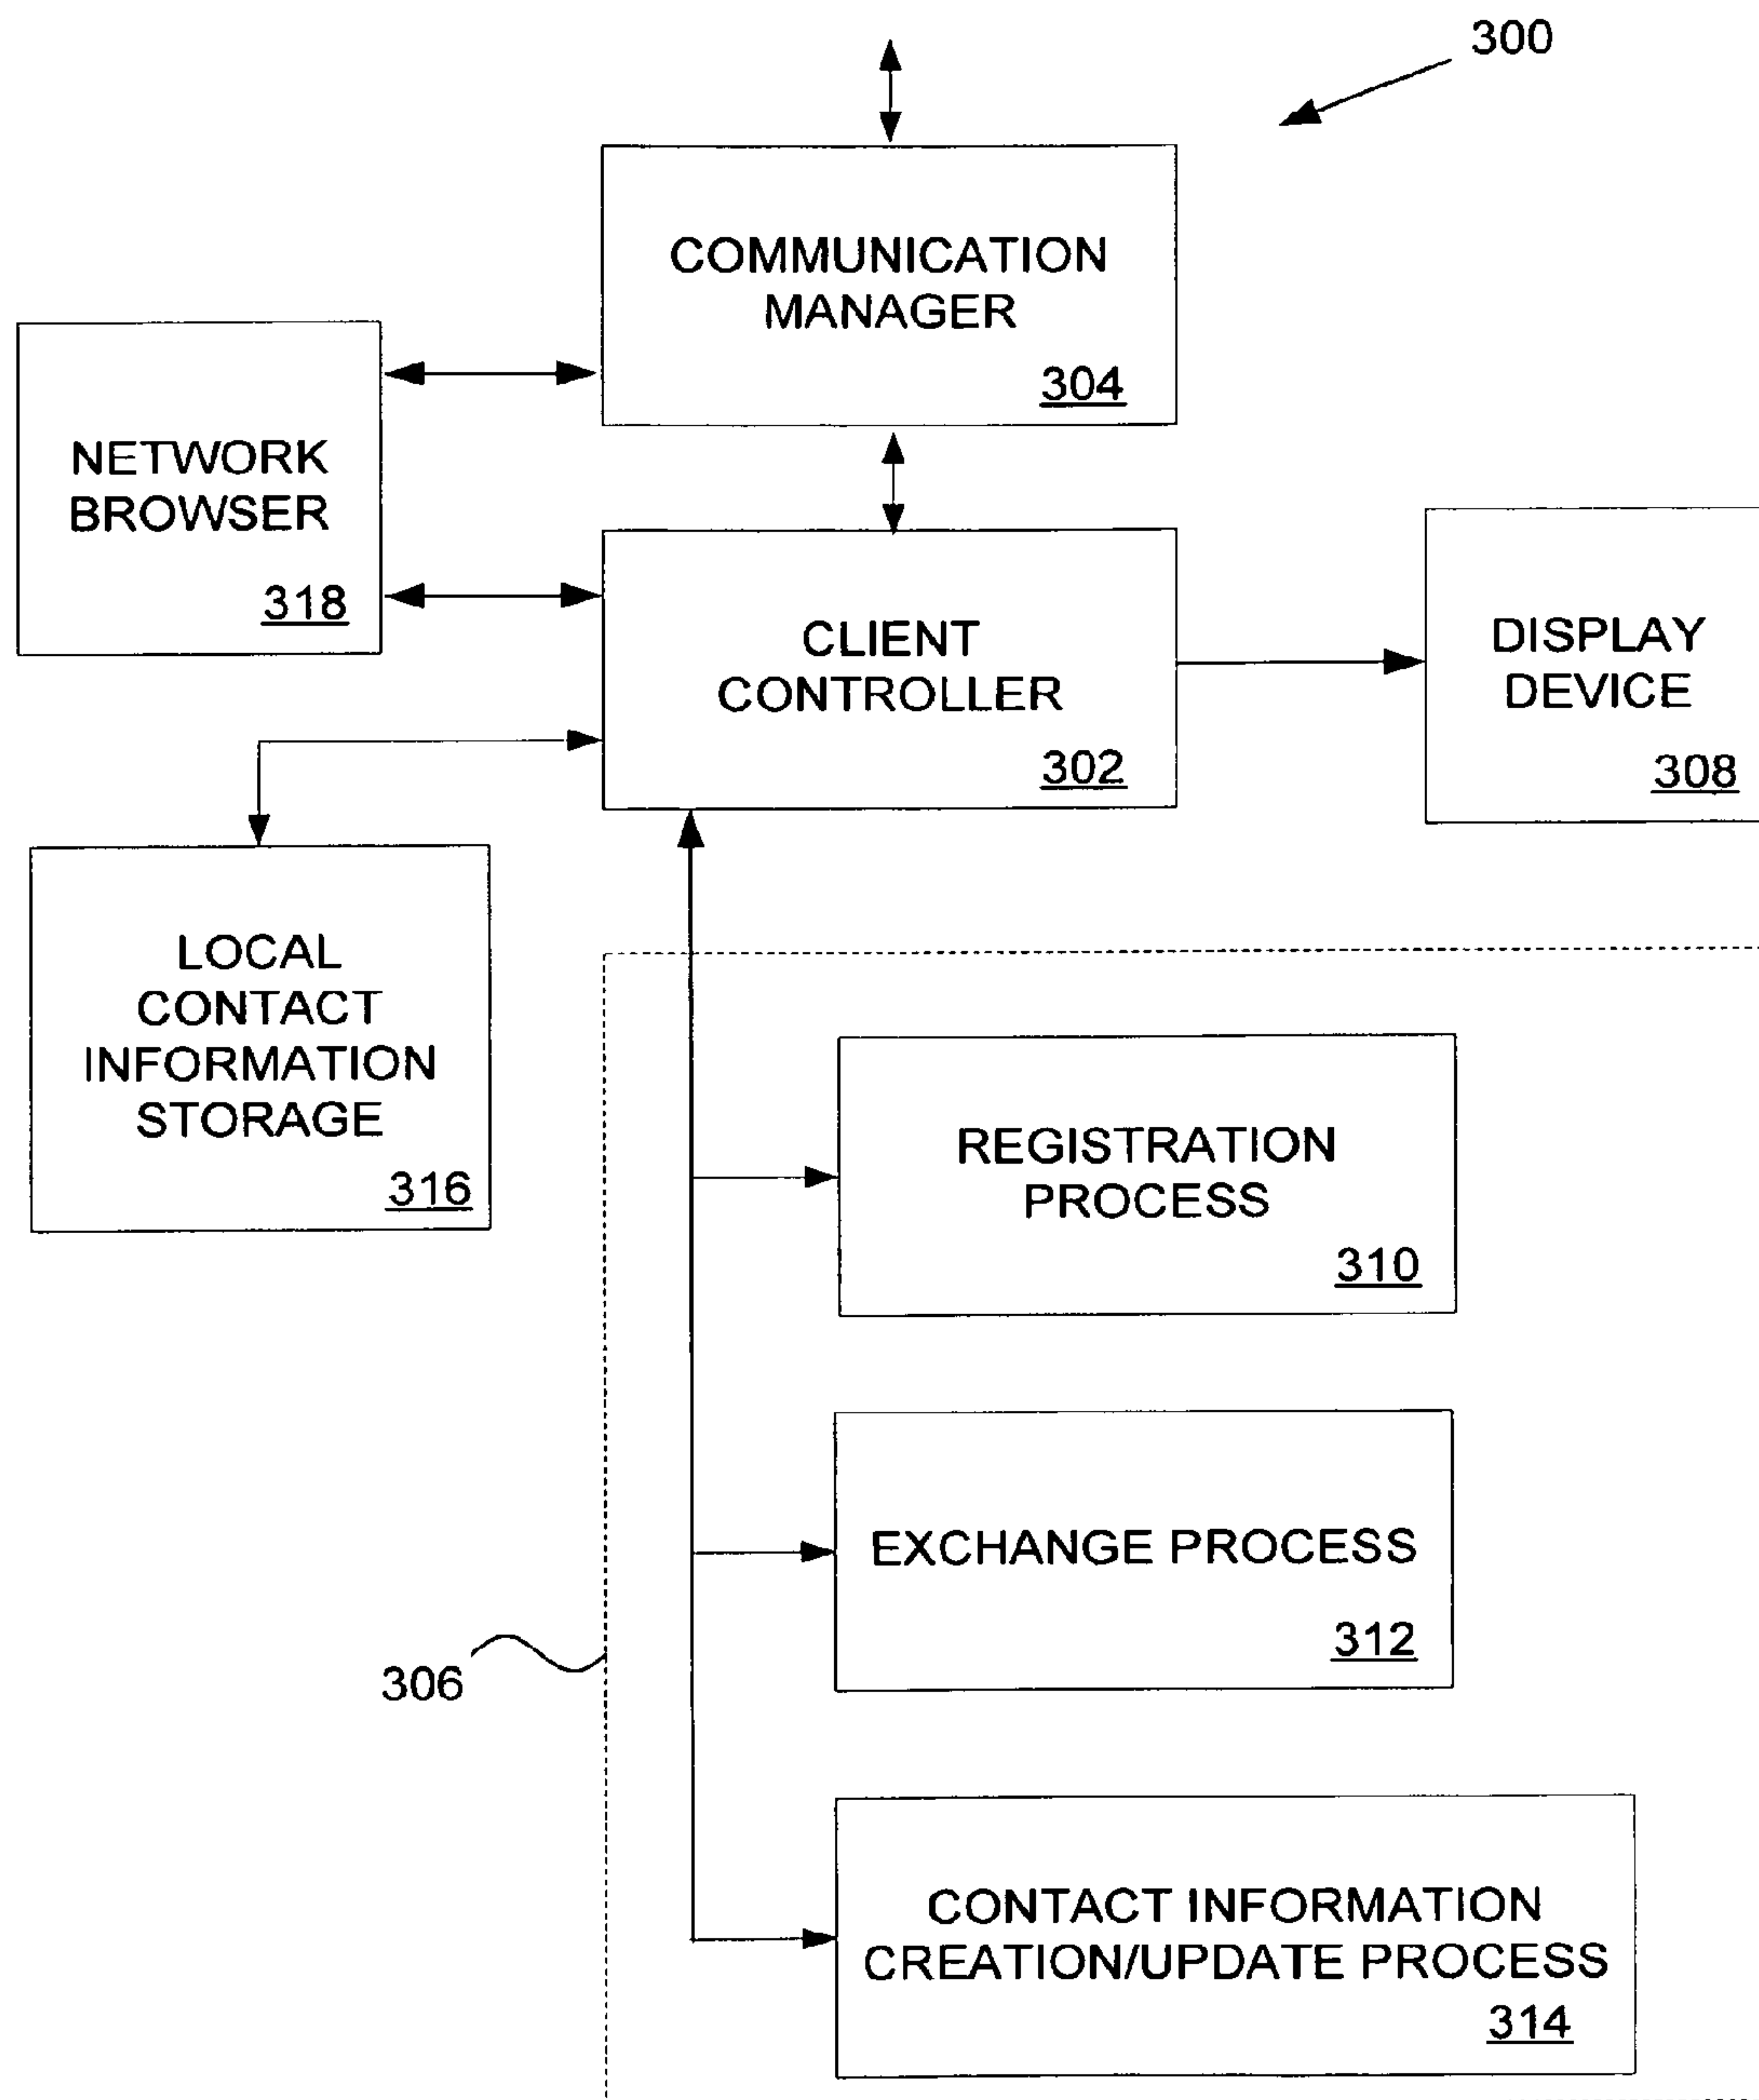 300
COMMUNICATION
MANAGER
304
NETWORK
BROWSER
318
CLIENT
CONTROLLER
302
DISPLAY
DEVICE
308
LOCAL
CONTACT
INFORMATION
STORAGE
316
REGISTRATION
PROCESS
310
EXCHANGE PROCESS
312
306
CONTACT INFORMATION
CREATION/UPDATE PROCESS
314